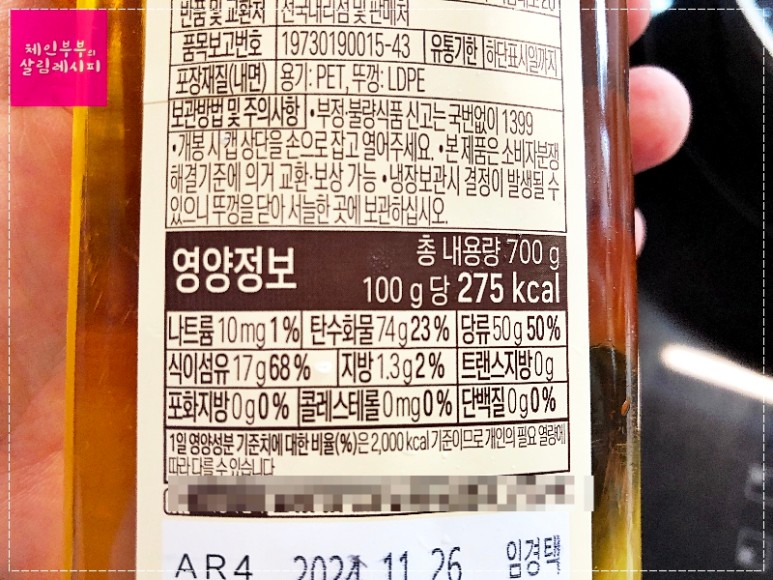 체인부부의
살림레시피
반품 및 교환처 전국대리점 및 판매처
품목보고번호 19730190015-43 유통기한 하단표시일까지
포장재질(내면) 용기: PET, 뚜껑: LDPE
보관방법 및 주의사항 •부정·불량식품 신고는 국번없이 1399
•개봉 시 캡 상단을 손으로 잡고 열어주세요. •본 제품은 소비자분쟁
해결기준에 의거 교환·보상 가능 •냉장보관시 결정이 발생될 수
있으니 뚜껑을 닫아 서늘한 곳에 보관하십시오.
영양정보 총 내용량 700 g
100 g 당 275 kcal
나트륨 10mg 1% 탄수화물 74g 23% 당류 50g 50%
식이섬유 17g 68% 지방 1.3g 2% 트랜스지방 0g
포화지방 0g 0% 콜레스테롤 0mg 0% 단백질 0g 0%
1일 영양성분 기준치에 대한 비율(%)은 2,000 kcal 기준이므로 개인의 필요 열량에
따라 다를 수 있습니다
AR4 2024 11 26 임경택